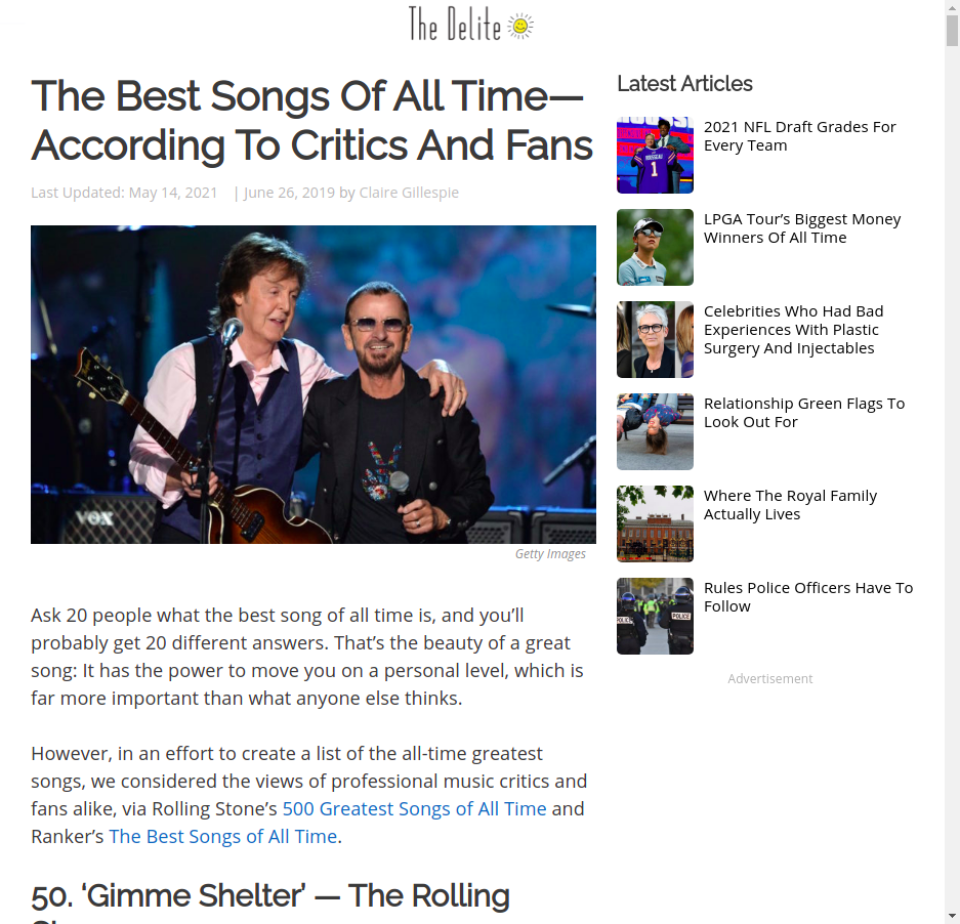 The Delite
The Best Songs Of All Time—
According To Critics And Fans
Last Updated: May 14, 2021 | June 26, 2019 by Claire Gillespie
VOX
Getty Images
Ask 20 people what the best song of all time is, and you’ll
probably get 20 different answers. That’s the beauty of a great
song: It has the power to move you on a personal level, which is
far more important than what anyone else thinks.
However, in an effort to create a list of the all-time greatest
songs, we considered the views of professional music critics and
fans alike, via Rolling Stone’s 500 Greatest Songs of All Time and
Ranker’s The Best Songs of All Time.
50. ‘Gimme Shelter’ — The Rolling
Latest Articles
1
2021 NFL Draft Grades For
Every Team
LPGA Tour’s Biggest Money
Winners Of All Time
Celebrities Who Had Bad
Experiences With Plastic
Surgery And Injectables
Relationship Green Flags To
Look Out For
Where The Royal Family
Actually Lives
POLICE
Rules Police Officers Have To
Follow
Advertisement